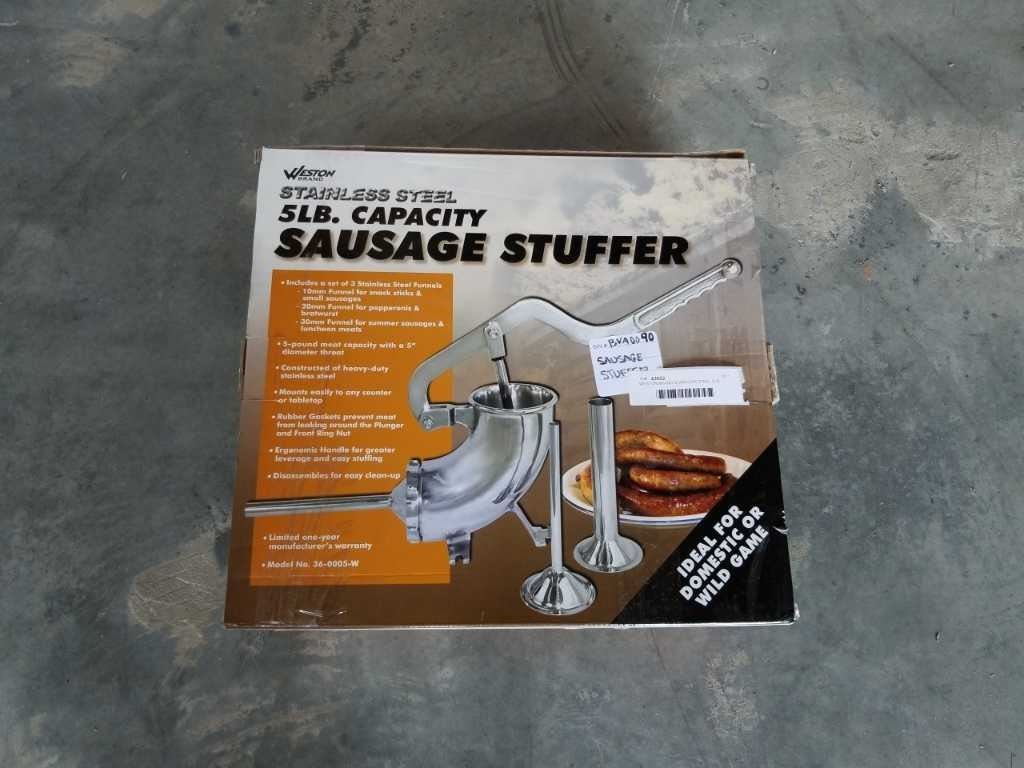 WESTON
BRAND
STAINLESS STEEL
5LB. CAPACITY
SAUSAGE STUFFER
• Includes a set of 3 Stainless Steel Funnels
- 10mm Funnel for snack sticks &
small sausages
- 20mm Funnel for pepperonis &
bratwurst
- 30mm Funnel for summer sausages &
luncheon meats
• 5-pound meat capacity with a 5"
diameter throat
• Constructed of heavy-duty
stainless steel
• Mounts easily to any counter
or tabletop
• Rubber Gaskets prevent meat
from leaking around the Plunger
and Front Ring Nut
• Ergonomic Handle for greater
leverage and easy stuffing
• Disassembles for easy clean-up
• Limited one-year
manufacturer's warranty
• Model No. 36-0005-W
90
SAUSAGE
IDEAL FOR
DOMESTIC OR
WILD GAME